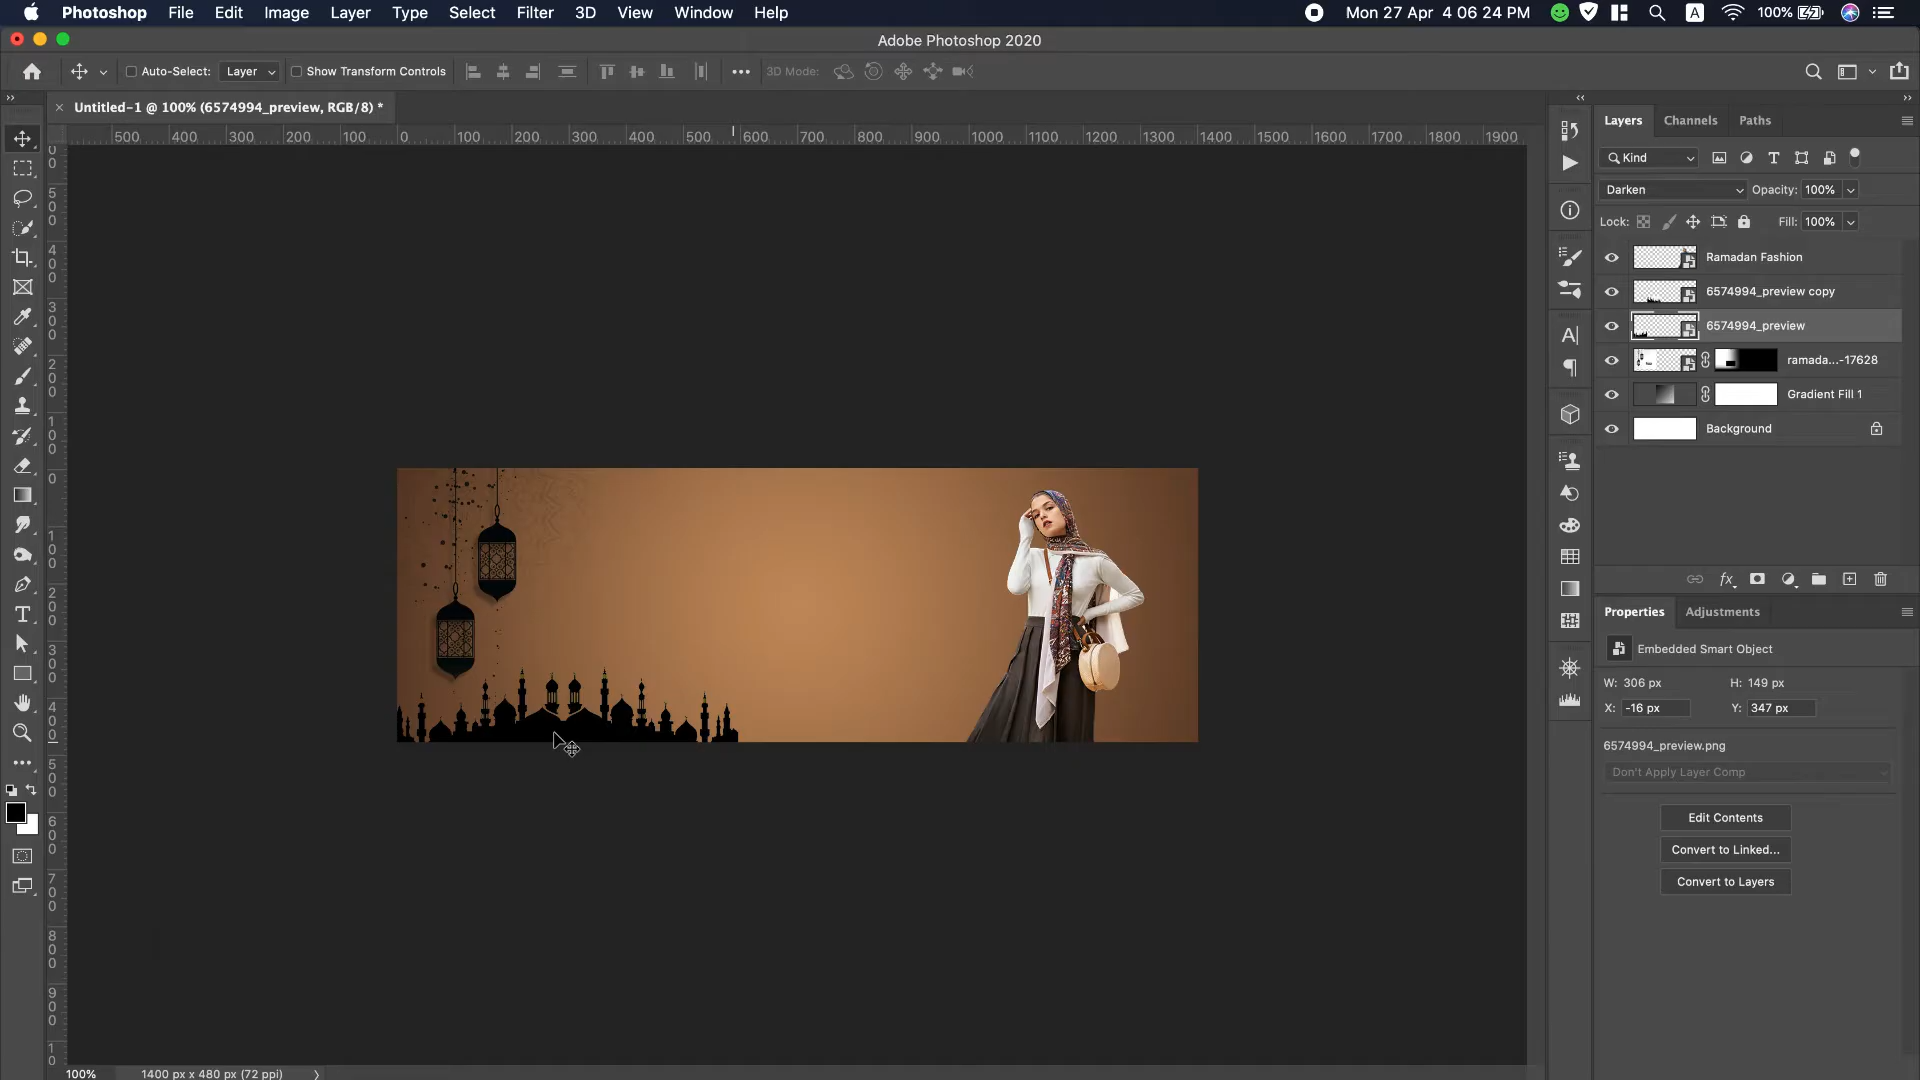 Photoshop File Edit Image Layer Type Select Filter 3D View Window Help A Mon 27 Apr 4 06 24 PM 100%
Adobe Photoshop 2020
Auto-Select: Layer Show Transform Controls 3D Mode:
Untitled-1 @ 100% (6574994_preview, RGB/8) *
500 400 300 200 100 0 100 200 300 400 500 600 700 800 900 1000 1100 1200 1300 1400 1500 1600 1700 1800 1900
Layers Channels Paths
Kind
Darken Opacity: 100%
Lock: Fill: 100%
Ramadan Fashion
6574994_preview copy
6574994_preview
ramada...-17628
Gradient Fill 1
Background
Properties Adjustments
Embedded Smart Object
W: 306 px H: 149 px
X: -16 px Y: 347 px
6574994_preview.png
Don't Apply Layer Comp
Edit Contents
Convert to Linked...
Convert to Layers
100% 1400 px x 480 px (72 ppi)